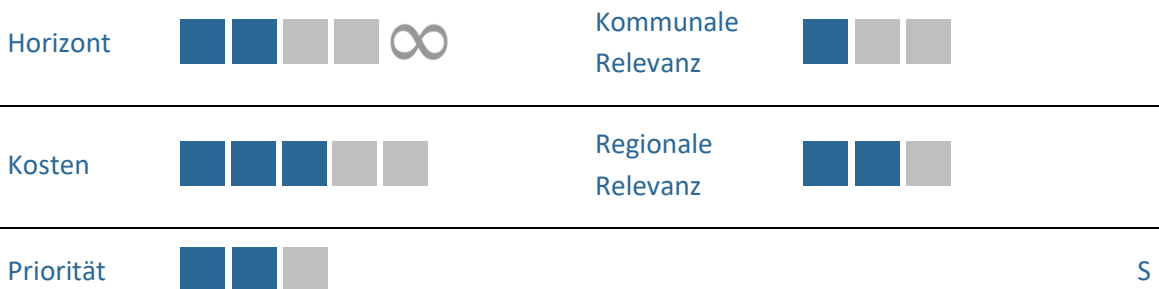 Horizont ∞ Kommunale
Relevanz
Kosten Regionale
Relevanz
Priorität S